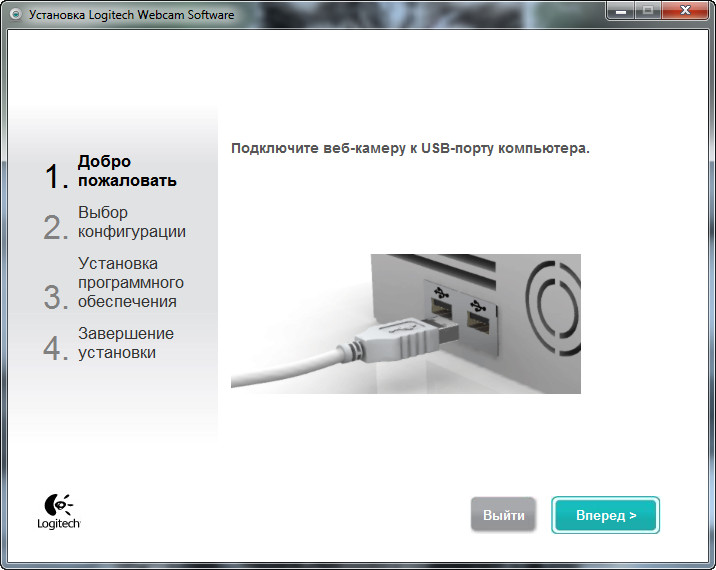 Установка Logitech Webcam Software
Подключите веб-камеру к USB-порту компьютера.
1. Добро
пожаловать
2. Выбор
конфигурации
3. Установка
программного
обеспечения
4. Завершение
установки
Logitech
Выйти
Вперед >